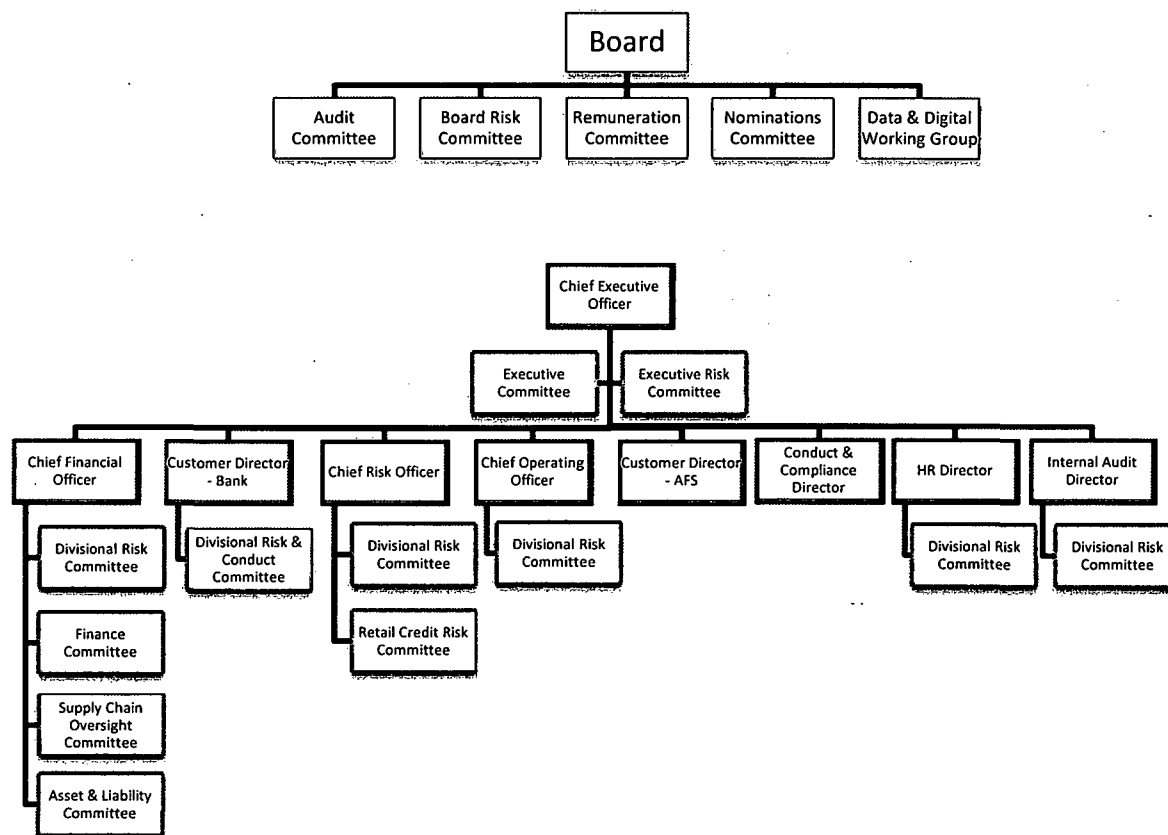 Board
Audit
Committee
Board Risk
Committee
Remuneration
Committee
Nominations
Committee
Data & Digital
Working Group
Chief Executive
Officer
Executive
Committee
Executive Risk
Committee
Chief Financial
Officer
Customer Director
- Bank
Chief Risk Officer
Chief Operating
Officer
Customer Director
- AFS
Conduct &
Compliance
Director
HR Director
Internal Audit
Director
Divisional Risk
Committee
Divisional Risk &
Conduct
Committee
Divisional Risk
Committee
Divisional Risk
Committee
Divisional Risk
Committee
Divisional Risk
Committee
Finance
Committee
Retail Credit Risk
Committee
Supply Chain
Oversight
Committee
Asset & Liability
Committee